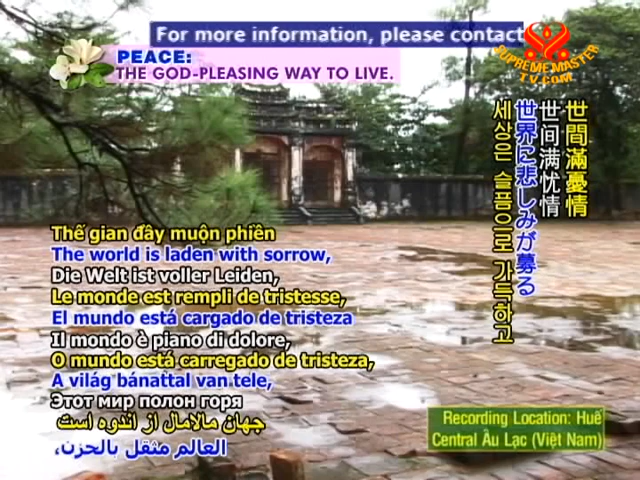 For more information, please contact
PEACE:
THE GOD-PLEASING WAY TO LIVE.
SUPREME MASTER
TV.COM
世間滿憂情
世间满忧情
世界に悲しみが募る
세상은 슬픔으로 가득하고
Thế gian đầy muộn phiền
The world is laden with sorrow,
Die Welt ist voller Leiden,
Le monde est rempli de tristesse,
El mundo está cargado de tristeza
Il mondo è piano di dolore,
O mundo está carregado de tristeza,
A világ bánattal van tele,
Этот мир полон горя
جهان مالامال از اندوه است
العالم مثقل بالحزن،
Recording Location: Huế
Central Âu Lạc (Việt Nam)